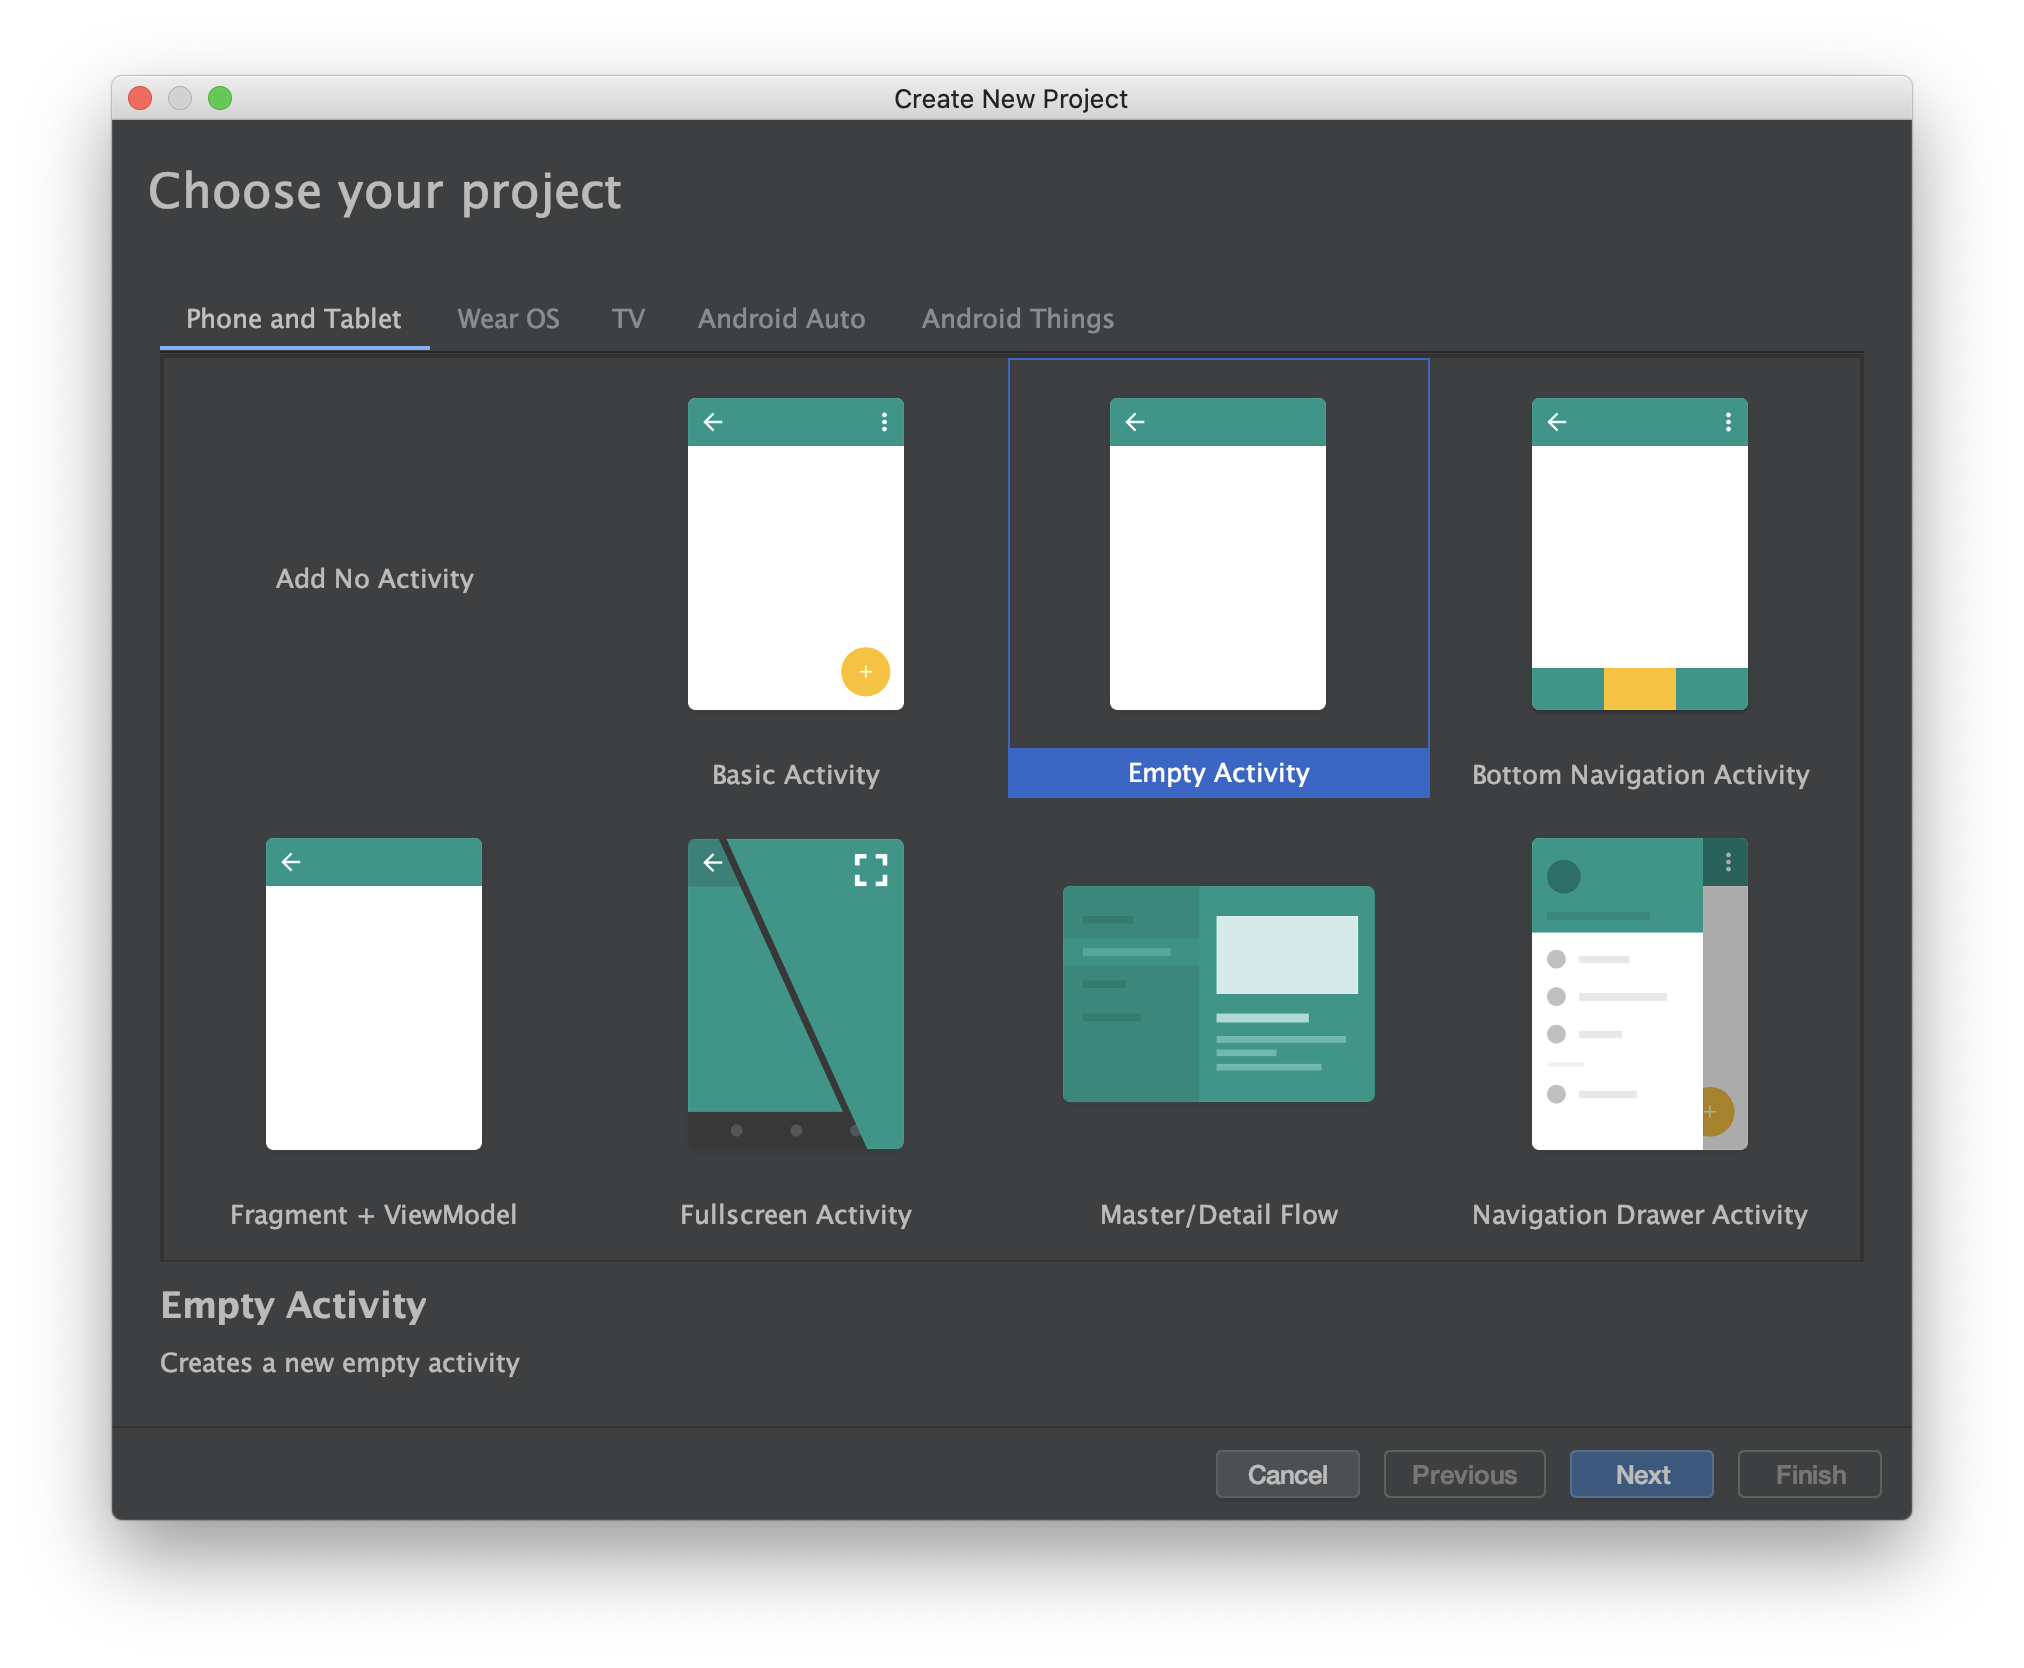 Create New Project
Choose your project
Phone and Tablet Wear OS TV Android Auto Android Things
Add No Activity
Basic Activity
Empty Activity
Bottom Navigation Activity
Fragment + ViewModel
Fullscreen Activity
Master/Detail Flow
Navigation Drawer Activity
Empty Activity
Creates a new empty activity
Cancel Previous Next Finish